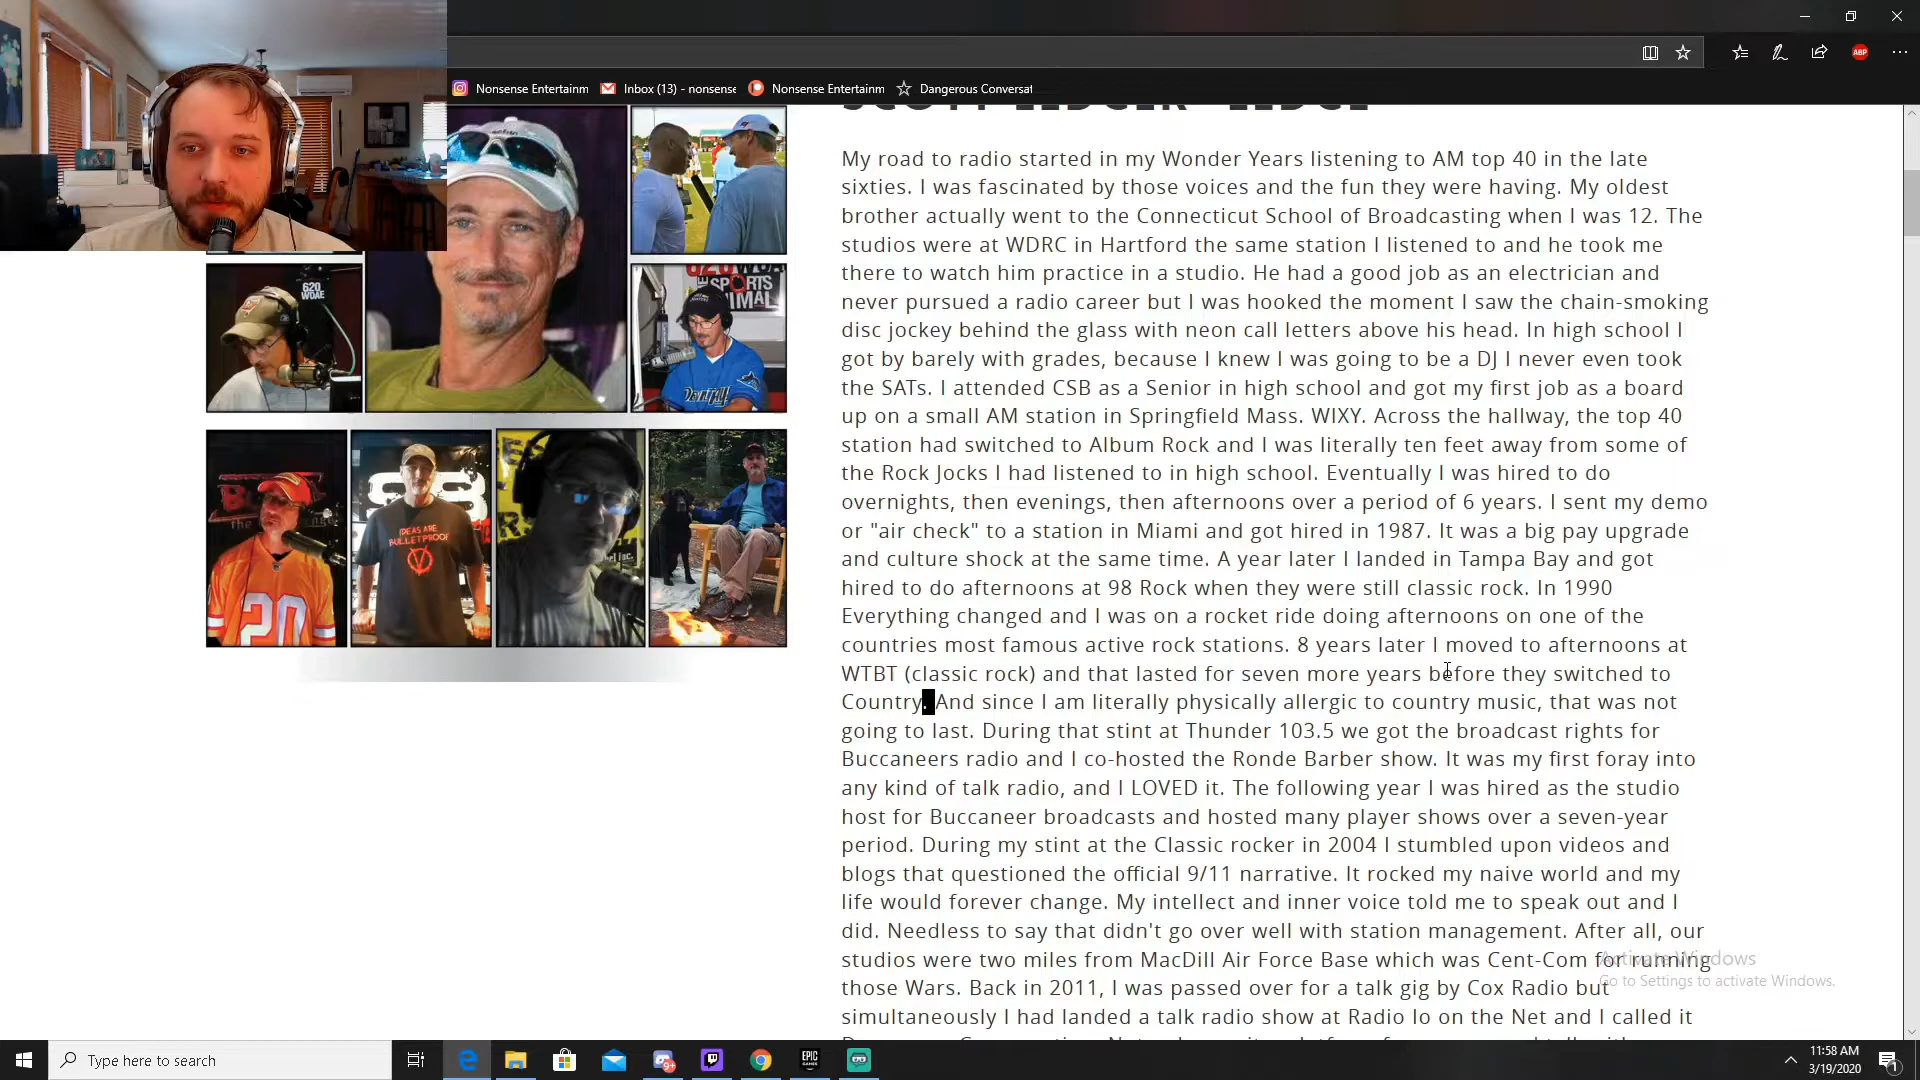 Nonsense Entertainm
Inbox (13) - nonsense
Nonsense Entertainm
Dangerous Conversat
ABP
My road to radio started in my Wonder Years listening to AM top 40 in the late
sixties. I was fascinated by those voices and the fun they were having. My oldest
brother actually went to the Connecticut School of Broadcasting when I was 12. The
studios were at WDRC in Hartford the same station I listened to and he took me
there to watch him practice in a studio. He had a good job as an electrician and
never pursued a radio career but I was hooked the moment I saw the chain-smoking
disc jockey behind the glass with neon call letters above his head. In high school I
got by barely with grades, because I knew I was going to be a DJ I never even took
the SATs. I attended CSB as a Senior in high school and got my first job as a board
up on a small AM station in Springfield Mass. WIXY. Across the hallway, the top 40
station had switched to Album Rock and I was literally ten feet away from some of
the Rock Jocks I had listened to in high school. Eventually I was hired to do
overnights, then evenings, then afternoons over a period of 6 years. I sent my demo
or "air check" to a station in Miami and got hired in 1987. It was a big pay upgrade
and culture shock at the same time. A year later I landed in Tampa Bay and got
hired to do afternoons at 98 Rock when they were still classic rock. In 1990
Everything changed and I was on a rocket ride doing afternoons on one of the
countries most famous active rock stations. 8 years later I moved to afternoons at
WTBT (classic rock) and that lasted for seven more years before they switched to
Country. And since I am literally physically allergic to country music, that was not
going to last. During that stint at Thunder 103.5 we got the broadcast rights for
Buccaneers radio and I co-hosted the Ronde Barber show. It was my first foray into
any kind of talk radio, and I LOVED it. The following year I was hired as the studio
host for Buccaneer broadcasts and hosted many player shows over a seven-year
period. During my stint at the Classic rocker in 2004 I stumbled upon videos and
blogs that questioned the official 9/11 narrative. It rocked my naive world and my
life would forever change. My intellect and inner voice told me to speak out and I
did. Needless to say that didn't go over well with station management. After all, our
studios were two miles from MacDill Air Force Base which was Cent-Com for running
those Wars. Back in 2011, I was passed over for a talk gig by Cox Radio but
simultaneously I had landed a talk radio show at Radio Io on the Net and I called it
620
WDAE
SPORTS
IDEAS ARE
BULLETPROOF
20
Activate Windows
Go to Settings to activate Windows.
Type here to search
EPIC
GAMES
11:58 AM
3/19/2020